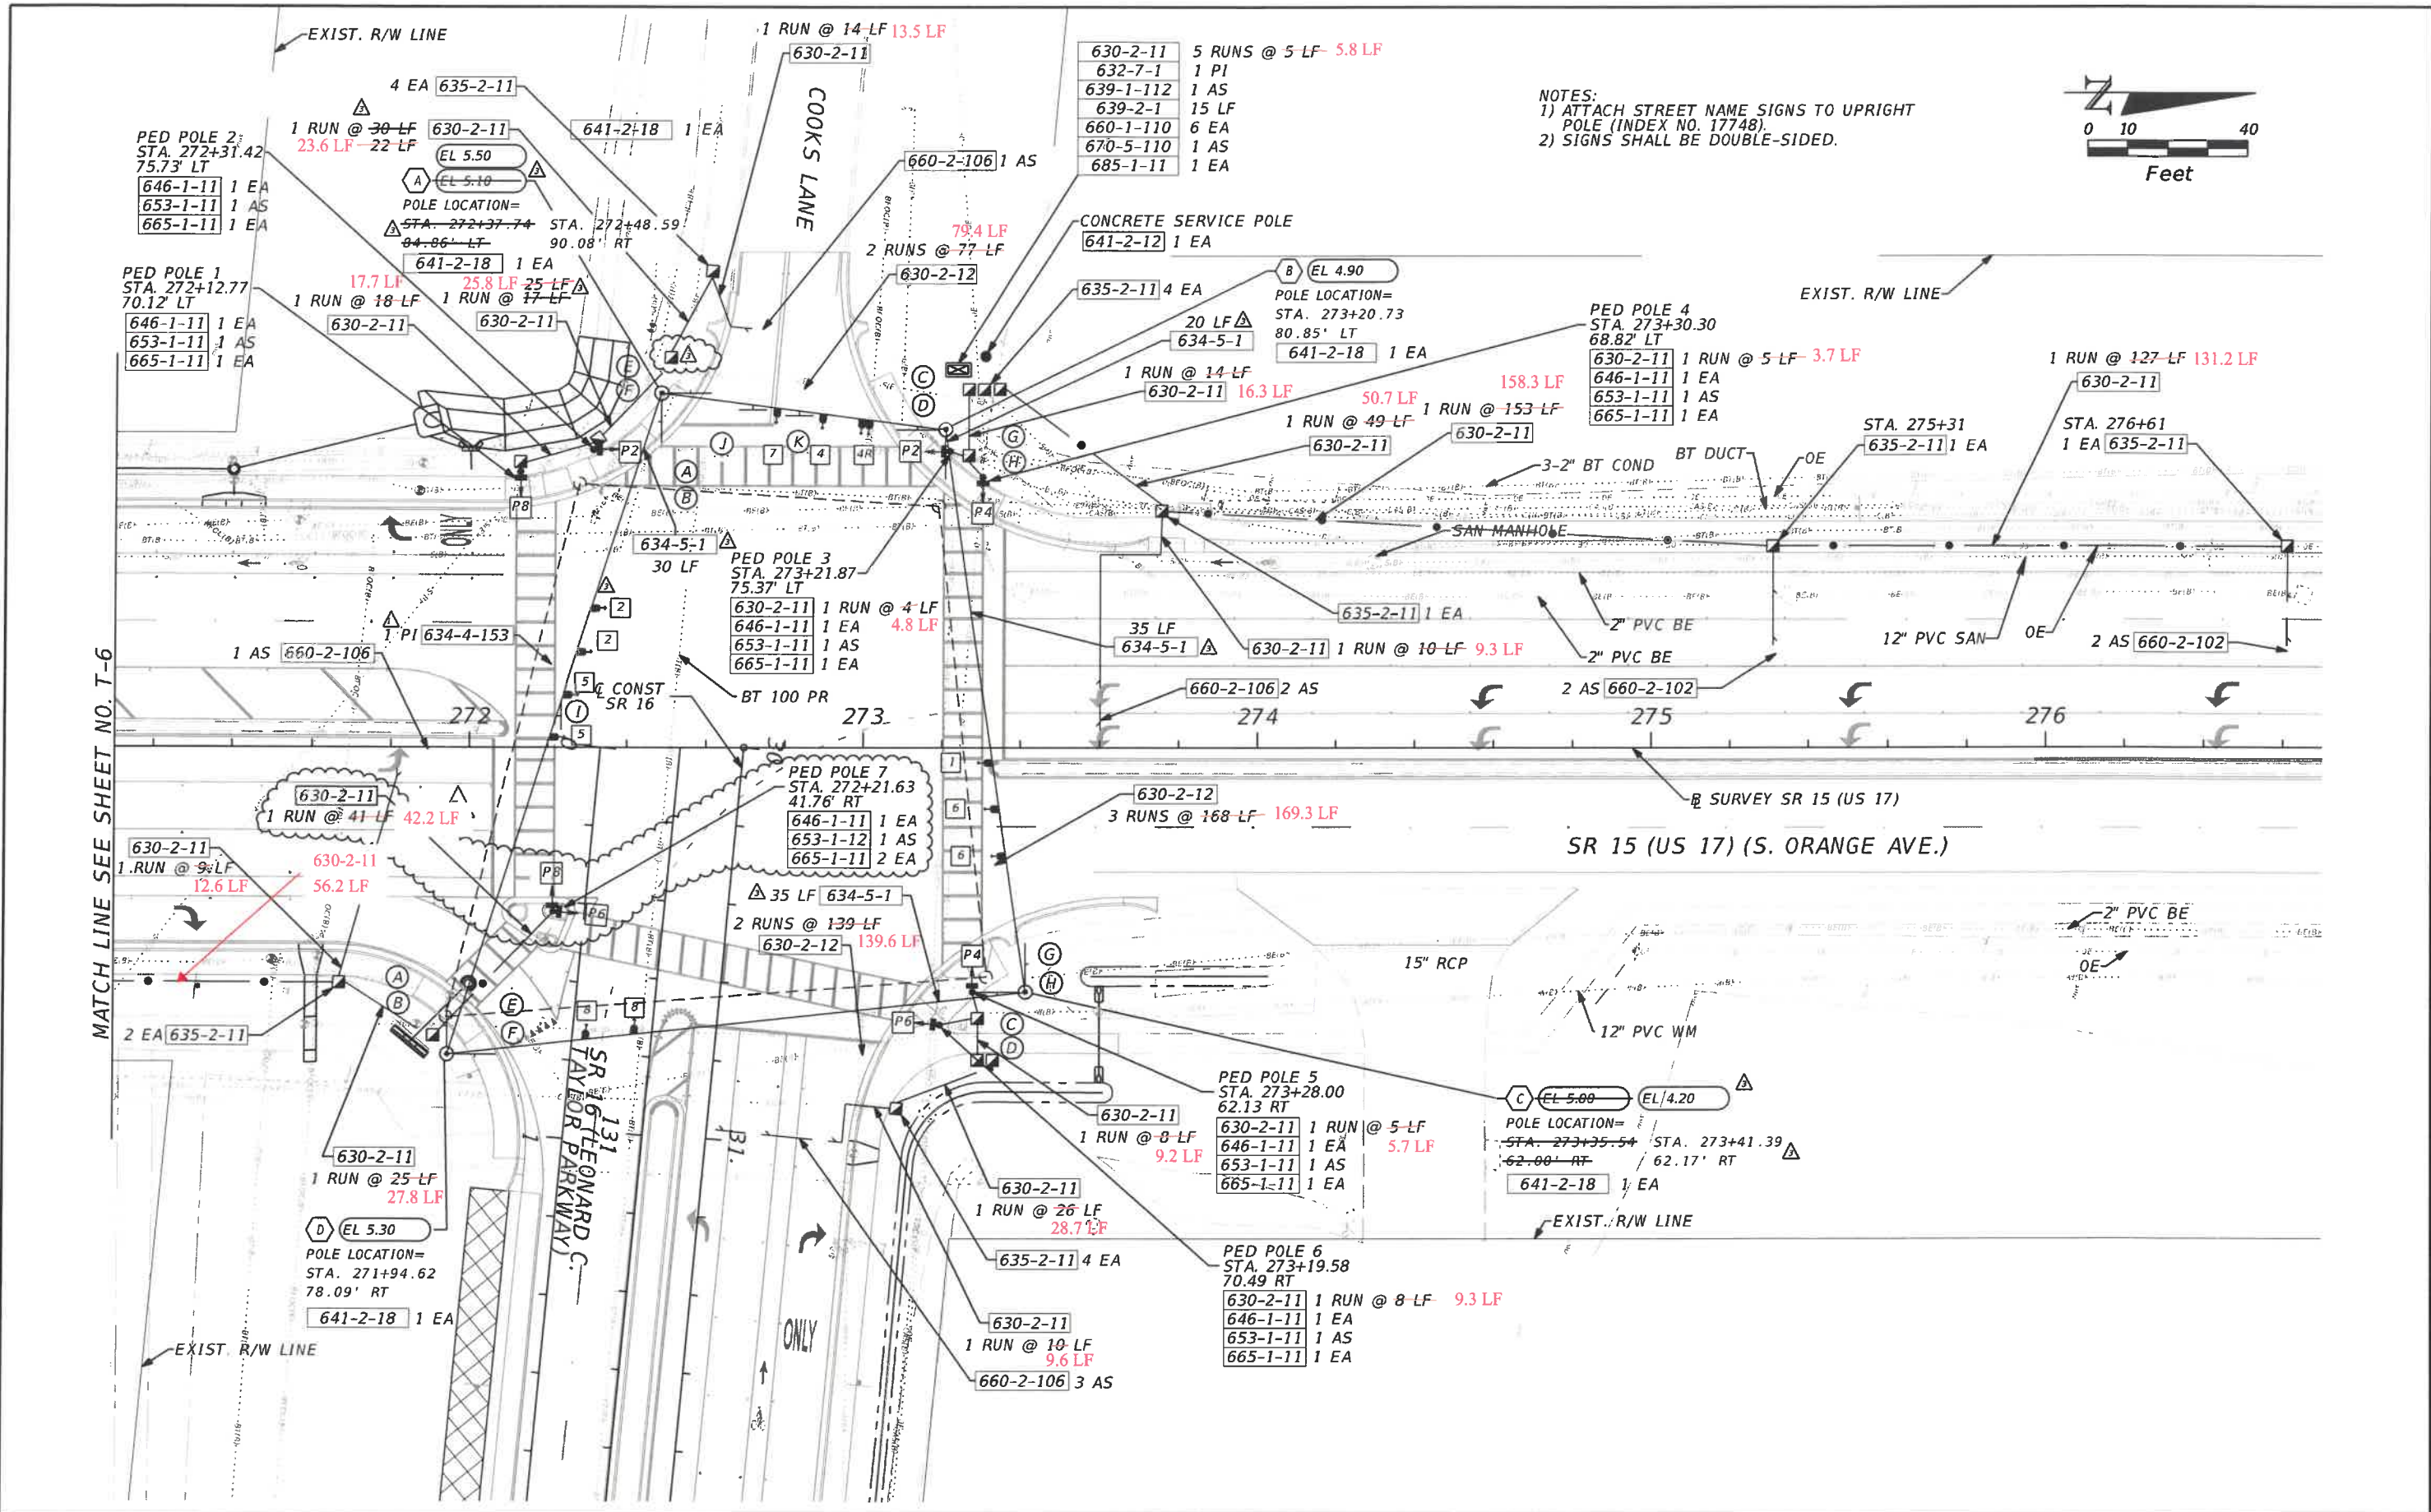 EXIST. R/W LINE
1 RUN @ 14 LF 13.5 LF
630-2-11
4 EA 635-2-11
3
1 RUN @ 30 LF 630-2-11
23.6 LF 22 LF
641-2-18 1 EA
COOKS LANE
EL 5.50
A EL 5.10 3
POLE LOCATION=
3 STA. 272+37.74 STA. 272+48.59
84.86' LT 90.08' RT
641-2-18 1 EA
PED POLE 2
STA. 272+31.42
75.73' LT
646-1-11 1 EA
653-1-11 1 AS
665-1-11 1 EA
PED POLE 1
STA. 272+12.77
70.12' LT
646-1-11 1 EA
653-1-11 1 AS
665-1-11 1 EA
17.7 LF
1 RUN @ 18 LF
630-2-11
25.8 LF 25 LF 3
1 RUN @ 17 LF
630-2-11
3
660-2-106 1 AS
79.4 LF
2 RUNS @ 77 LF
630-2-12
630-2-11 5 RUNS @ 5 LF 5.8 LF
632-7-1 1 PI
639-1-112 1 AS
639-2-1 15 LF
660-1-110 6 EA
670-5-110 1 AS
685-1-11 1 EA
CONCRETE SERVICE POLE
641-2-12 1 EA
635-2-11 4 EA
B EL 4.90
POLE LOCATION=
STA. 273+20.73
80.85' LT
641-2-18 1 EA
20 LF 3
634-5-1
1 RUN @ 14 LF
630-2-11 16.3 LF
50.7 LF
1 RUN @ 49 LF
630-2-11
158.3 LF
1 RUN @ 153 LF
630-2-11
NOTES:
1) ATTACH STREET NAME SIGNS TO UPRIGHT
POLE (INDEX NO. 17748).
2) SIGNS SHALL BE DOUBLE-SIDED.
Z
0 10 40
Feet
EXIST. R/W LINE
PED POLE 4
STA. 273+30.30
68.82' LT
630-2-11 1 RUN @ 5 LF 3.7 LF
646-1-11 1 EA
653-1-11 1 AS
665-1-11 1 EA
1 RUN @ 127 LF 131.2 LF
630-2-11
STA. 275+31
635-2-11 1 EA
STA. 276+61
1 EA 635-2-11
3-2" BT COND
BT DUCT
OE
E
F
C
D
G
H
J
K
A
B
P2
7
4
4R
P2
P8
P4
SAN MANHOLE
634-5-1 3
30 LF
PED POLE 3
STA. 273+21.87
75.37' LT
630-2-11 1 RUN @ 4 LF
646-1-11 1 EA 4.8 LF
653-1-11 1 AS
665-1-11 1 EA
3
2
2
1 PI 634-4-153
1 AS 660-2-106
5
I
5
℄ CONST
SR 16
BT 100 PR
35 LF
634-5-1 3
635-2-11 1 EA
630-2-11 1 RUN @ 10 LF 9.3 LF
660-2-106 2 AS
2" PVC BE
2" PVC BE
2 AS 660-2-102
12" PVC SAN
OE
2 AS 660-2-102
MATCH LINE SEE SHEET NO. T-6
272
273
274
275
276
B SURVEY SR 15 (US 17)
SR 15 (US 17) (S. ORANGE AVE.)
630-2-11
1 RUN @ 41 LF 42.2 LF
PED POLE 7
STA. 272+21.63
41.76' RT
646-1-11 1 EA
653-1-12 1 AS
665-1-11 2 EA
1
6
6
630-2-12
3 RUNS @ 168 LF 169.3 LF
630-2-11
1 RUN @ 9 LF
12.6 LF
630-2-11
56.2 LF
P8
P6
3 35 LF 634-5-1
2 RUNS @ 139 LF
630-2-12 139.6 LF
P4
G
H
P6
C
D
A
B
E
F
8
8
2 EA 635-2-11
15" RCP
12" PVC WM
2" PVC BE
OE
630-2-11
1 RUN @ 25 LF
27.8 LF
D EL 5.30
POLE LOCATION=
STA. 271+94.62
78.09' RT
641-2-18 1 EA
EXIST. R/W LINE
131
SR 16 (LEONARD C.
TAYLOR PARKWAY)
B1.
ONLY
630-2-11
1 RUN @ 8 LF
9.2 LF
PED POLE 5
STA. 273+28.00
62.13 RT
630-2-11 1 RUN @ 5 LF
646-1-11 1 EA 5.7 LF
653-1-11 1 AS
665-1-11 1 EA
C EL 5.00 EL 4.20 3
POLE LOCATION=
STA. 273+35.54 STA. 273+41.39
62.00' RT 62.17' RT 3
641-2-18 1 EA
EXIST. R/W LINE
630-2-11
1 RUN @ 26 LF
28.7 LF
635-2-11 4 EA
PED POLE 6
STA. 273+19.58
70.49 RT
630-2-11 1 RUN @ 8 LF 9.3 LF
646-1-11 1 EA
653-1-11 1 AS
665-1-11 1 EA
630-2-11
1 RUN @ 10 LF
9.6 LF
660-2-106 3 AS